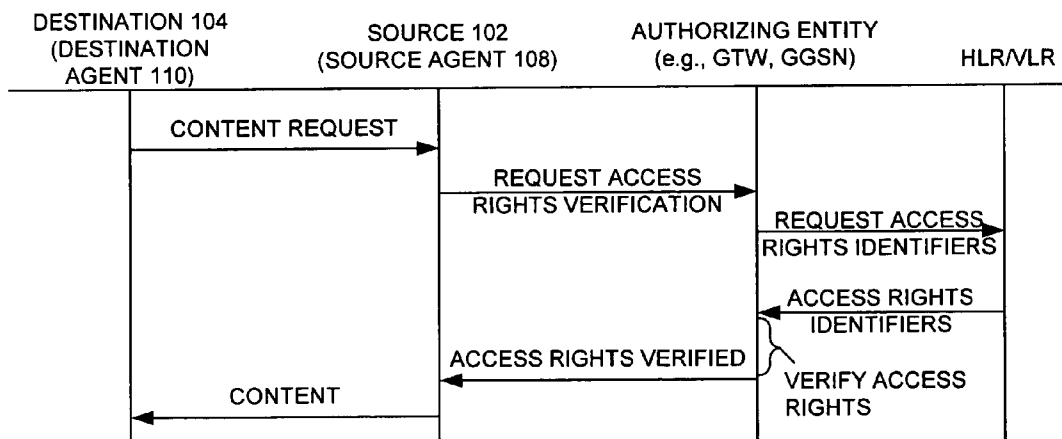 DESTINATION 104
(DESTINATION
AGENT 110)
SOURCE 102
(SOURCE AGENT 108)
AUTHORIZING ENTITY
(e.g., GTW, GGSN)
HLR/VLR
CONTENT REQUEST
REQUEST ACCESS
RIGHTS VERIFICATION
REQUEST ACCESS
RIGHTS IDENTIFIERS
ACCESS RIGHTS
IDENTIFIERS
ACCESS RIGHTS VERIFIED
VERIFY ACCESS
RIGHTS
CONTENT